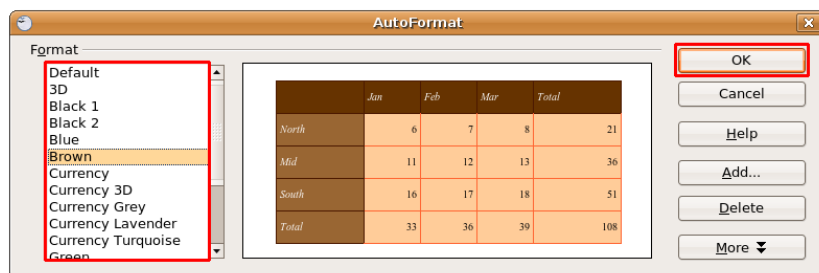 AutoFormat
Format
Default
3D
Black 1
Black 2
Blue
Brown
Currency
Currency 3D
Currency Grey
Currency Lavender
Currency Turquoise
Green
Jan Feb Mar Total
North 6 7 8 21
Mid 11 12 13 36
South 16 17 18 51
Total 33 36 39 108
OK
Cancel
Help
Add...
Delete
More